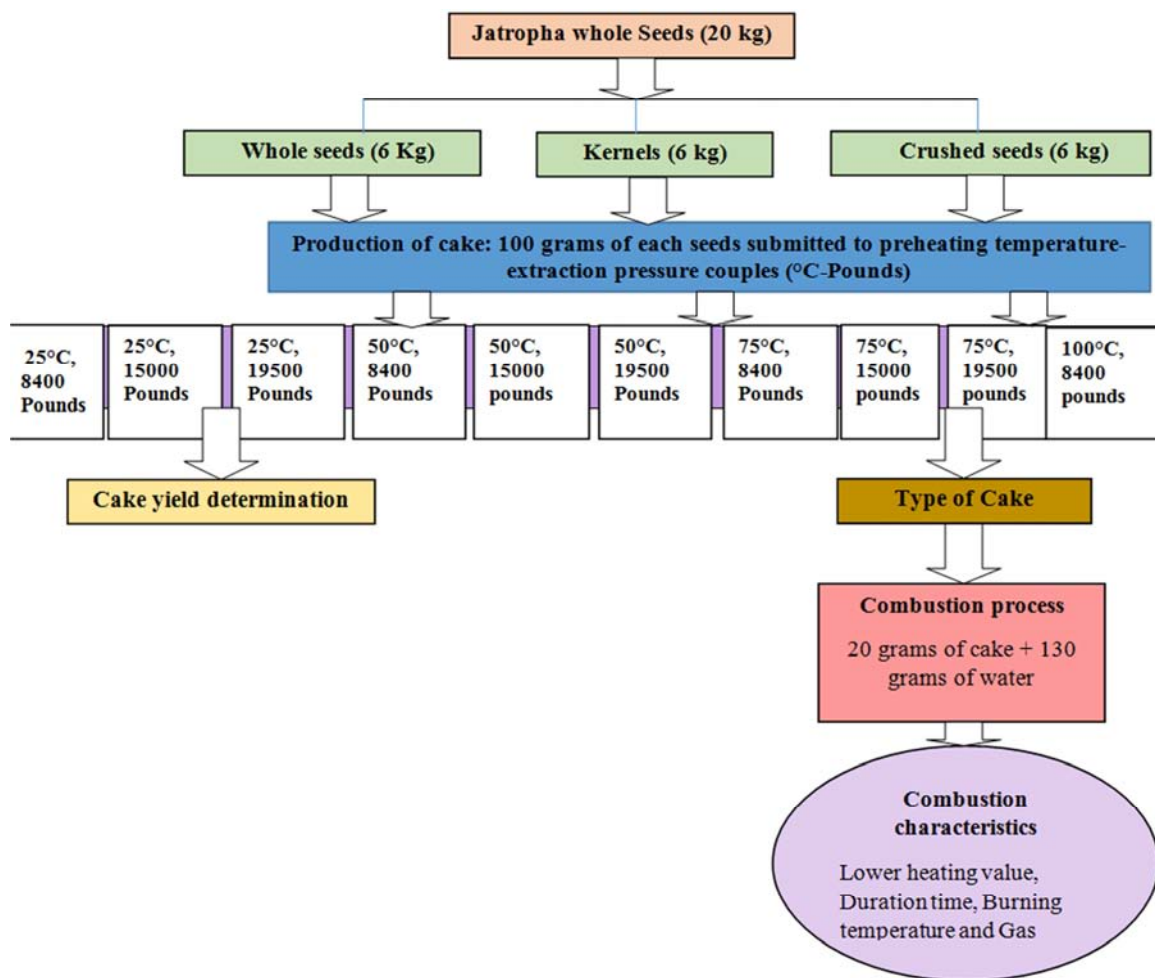 Jatropha whole Seeds (20 kg)
Whole seeds (6 Kg)
Kernels (6 kg)
Crushed seeds (6 kg)
Production of cake: 100 grams of each seeds submitted to preheating temperature-
extraction pressure couples (°C-Pounds)
25°C,
8400
Pounds
25°C,
15000
Pounds
25°C,
19500
Pounds
50°C,
8400
Pounds
50°C,
15000
pounds
50°C,
19500
Pounds
75°C,
8400
Pounds
75°C,
15000
pounds
75°C,
19500
pounds
100°C,
8400
pounds
Cake yield determination
Type of Cake
Combustion process
20 grams of cake + 130
grams of water
Combustion
characteristics
Lower heating value,
Duration time, Burning
temperature and Gas